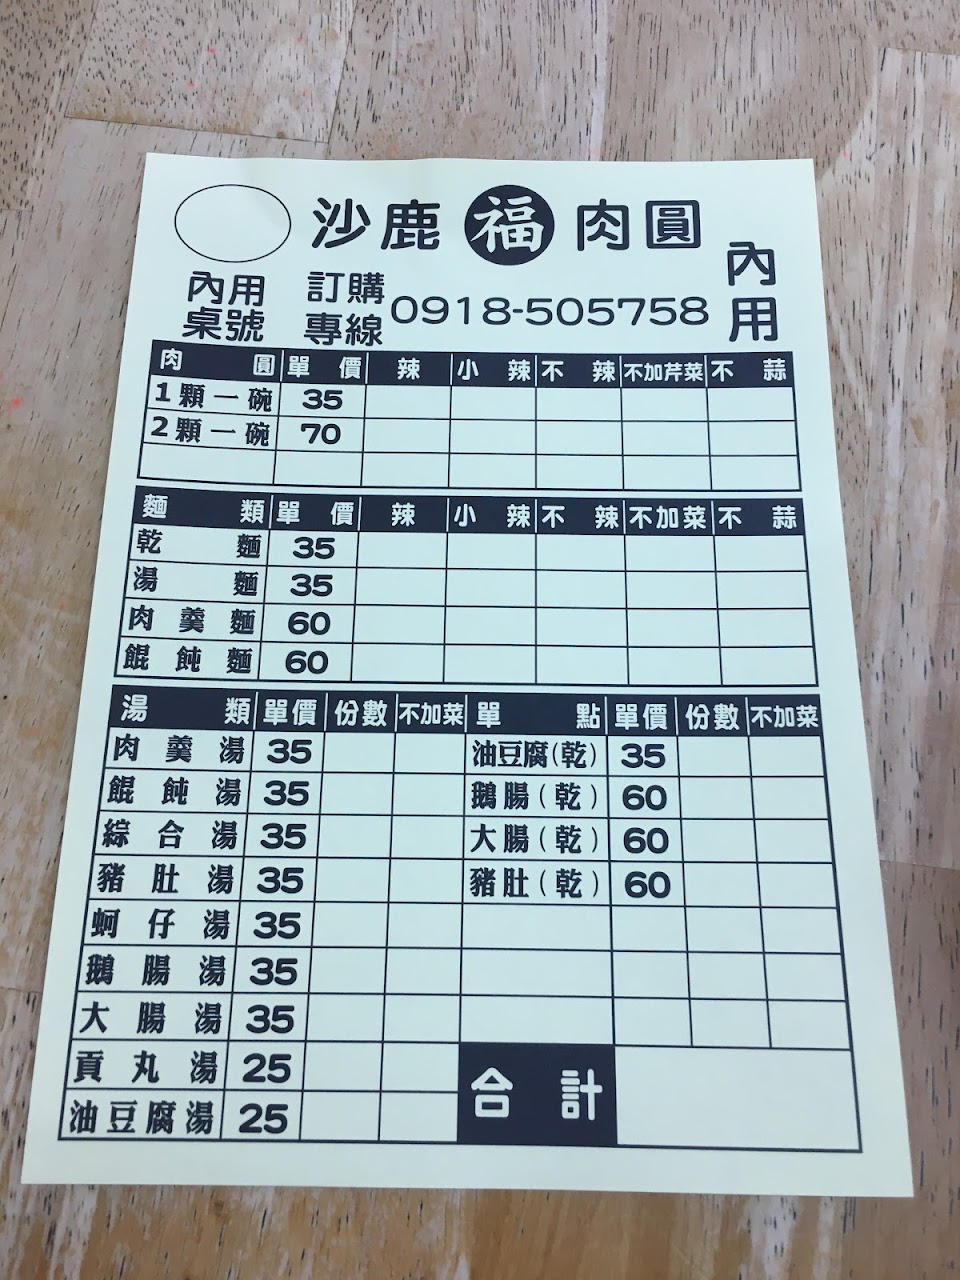 沙鹿 福 肉圓
內用
內用桌號
訂購專線 0918-505758
肉圓 單價 辣 小辣 不辣 不加芹菜 不蒜
1顆一碗 35
2顆一碗 70
麵類 單價 辣 小辣 不辣 不加菜 不蒜
乾麵 35
湯麵 35
肉羹麵 60
餛飩麵 60
湯類 單價 份數 不加菜 單點 單價 份數 不加菜
肉羹湯 35 油豆腐(乾) 35
餛飩湯 35 鵝腸(乾) 60
綜合湯 35 大腸(乾) 60
豬肚湯 35 豬肚(乾) 60
蚵仔湯 35
鵝腸湯 35
大腸湯 35
貢丸湯 25 合計
油豆腐湯 25